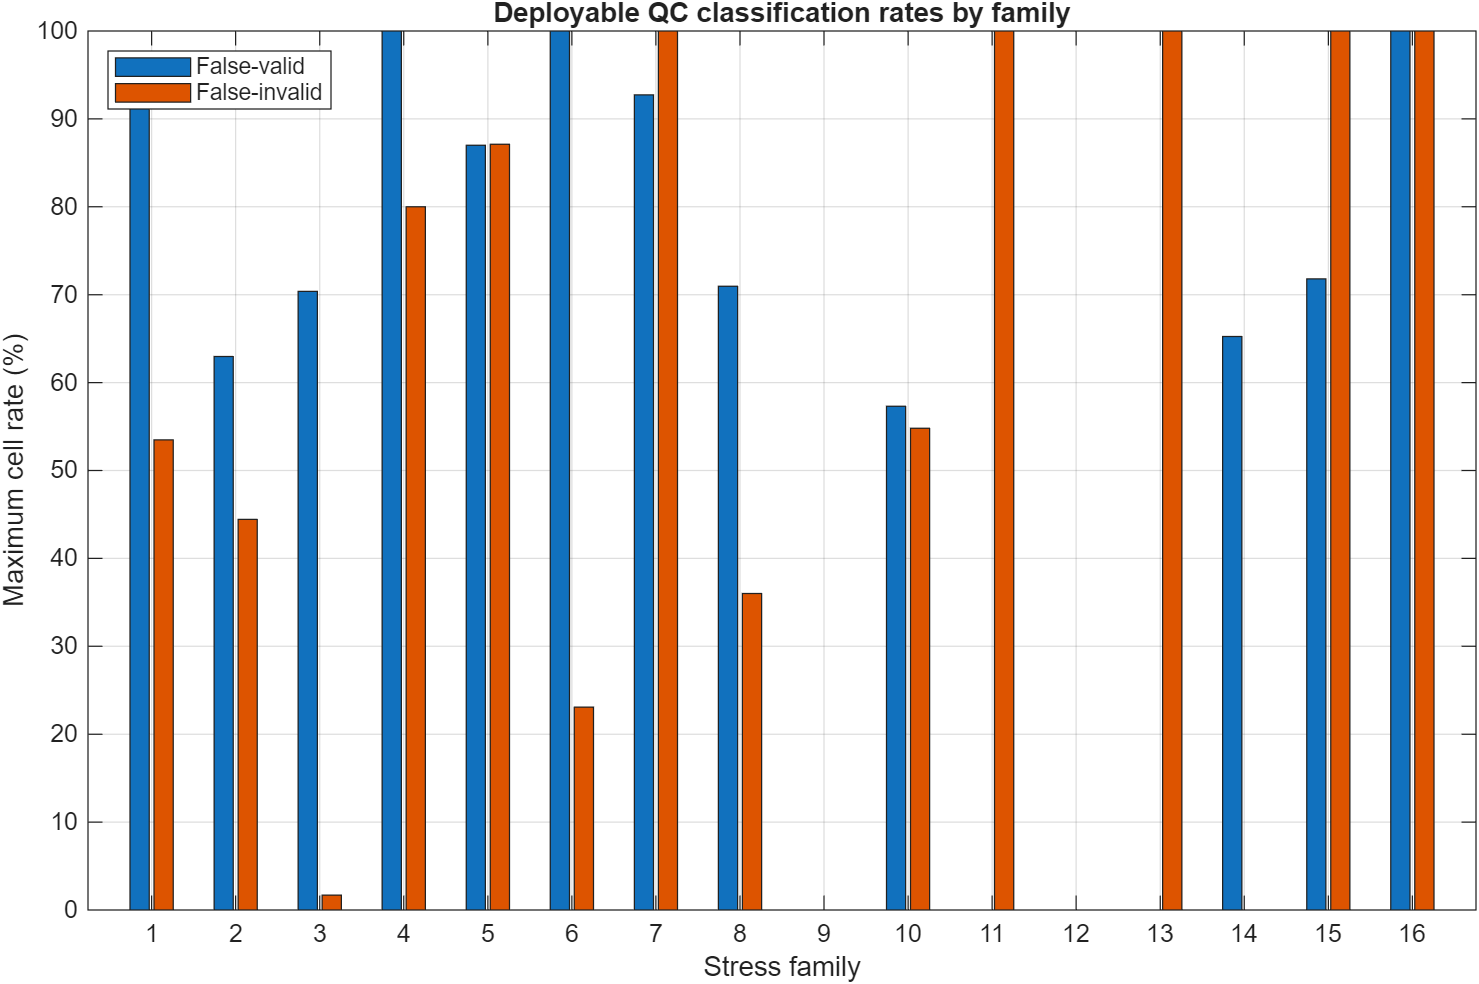 Deployable QC classification rates by family
False-valid
False-invalid
Maximum cell rate (%)
100
90
80
70
60
50
40
30
20
10
0
1 2 3 4 5 6 7 8 9 10 11 12 13 14 15 16
Stress family